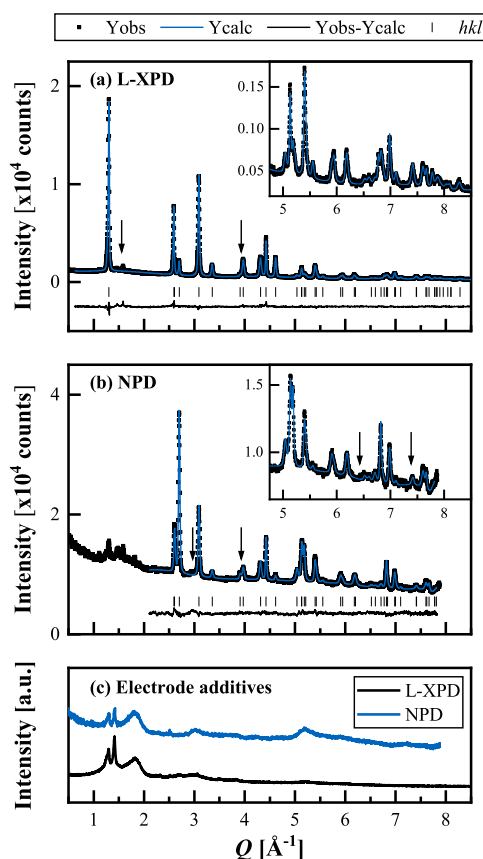 Yobs Ycalc Yobs-Ycalc hkl
(a) L-XPD
Intensity [x10⁴ counts]
2
1
0
0.15
0.10
0.05
5 6 7 8
(b) NPD
Intensity [x10⁴ counts]
4
2
0
1.5
1.0
5 6 7 8
(c) Electrode additives
L-XPD
NPD
Intensity [a.u.]
1 2 3 4 5 6 7 8
Q [Å⁻¹]